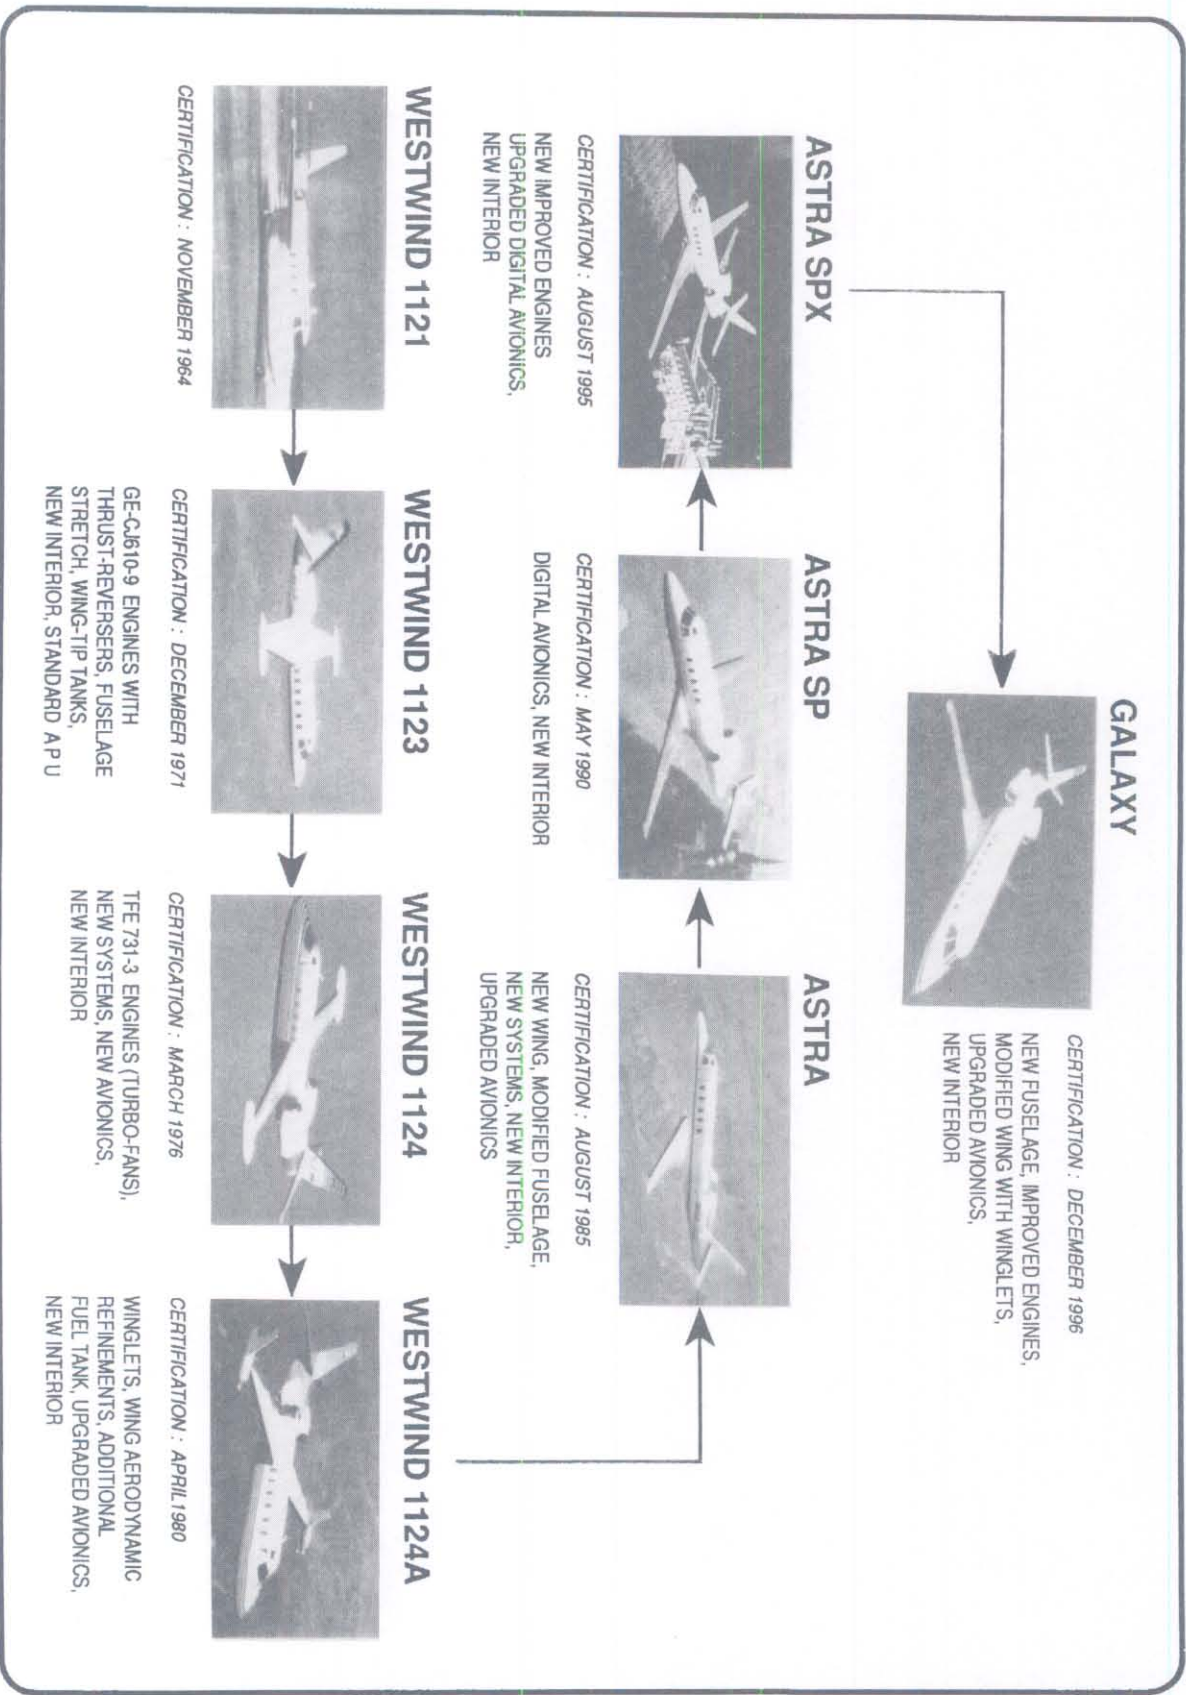 GALAXY
CERTIFICATION : DECEMBER 1996
NEW FUSELAGE, IMPROVED ENGINES,
MODIFIED WING WITH WINGLETS,
UPGRADED AVIONICS,
NEW INTERIOR
ASTRA SPX
CERTIFICATION : AUGUST 1995
NEW IMPROVED ENGINES
UPGRADED DIGITAL AVIONICS,
NEW INTERIOR
ASTRA SP
CERTIFICATION : MAY 1990
DIGITAL AVIONICS, NEW INTERIOR
ASTRA
CERTIFICATION : AUGUST 1985
NEW WING, MODIFIED FUSELAGE,
NEW SYSTEMS, NEW INTERIOR,
UPGRADED AVIONICS
WESTWIND 1121
CERTIFICATION : NOVEMBER 1964
WESTWIND 1123
CERTIFICATION : DECEMBER 1971
GE-CJ610-9 ENGINES WITH
THRUST-REVERSERS, FUSELAGE
STRETCH, WING-TIP TANKS,
NEW INTERIOR, STANDARD A P U
WESTWIND 1124
CERTIFICATION : MARCH 1976
TFE 731-3 ENGINES (TURBO-FANS),
NEW SYSTEMS, NEW AVIONICS,
NEW INTERIOR
WESTWIND 1124A
CERTIFICATION : APRIL 1980
WINGLETS, WING AERODYNAMIC
REFINEMENTS, ADDITIONAL
FUEL TANK, UPGRADED AVIONICS,
NEW INTERIOR